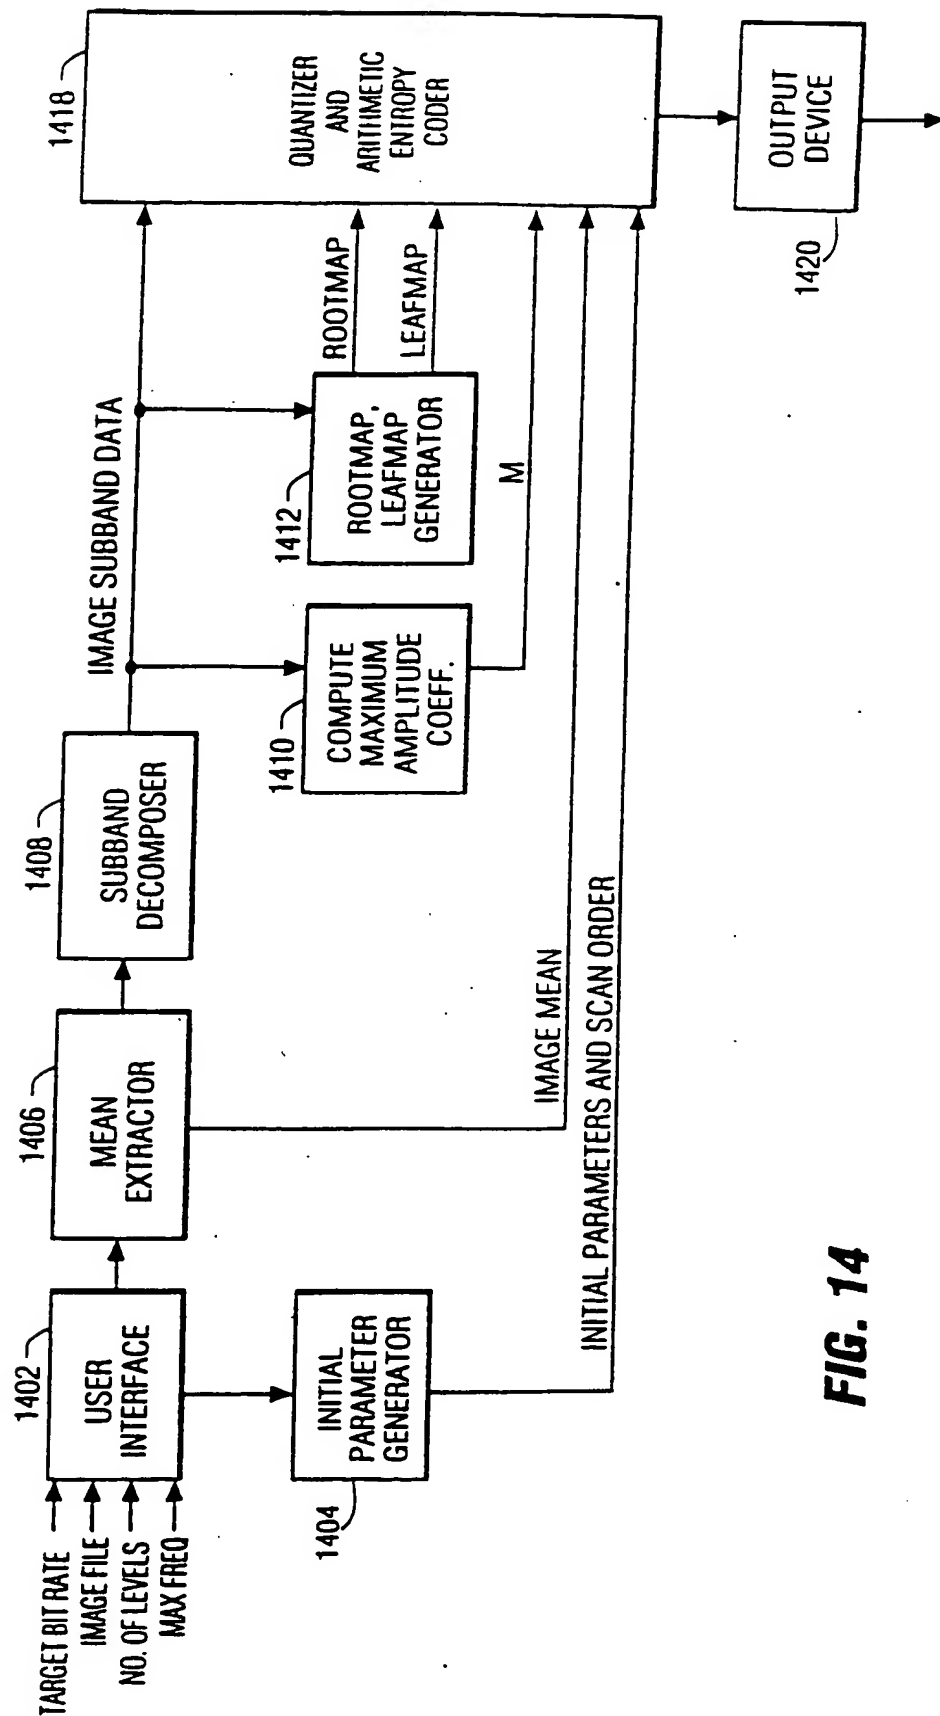 TARGET BIT RATE
IMAGE FILE
NO. OF LEVELS
MAX FREQ
1402
USER
INTERFACE
1404
INITIAL
PARAMETER
GENERATOR
1406
MEAN
EXTRACTOR
1408
SUBBAND
DECOMPOSER
IMAGE SUBBAND DATA
1410
COMPUTE
MAXIMUM
AMPLITUDE
COEFF.
1412
ROOTMAP,
LEAFMAP
GENERATOR
ROOTMAP
LEAFMAP
M
IMAGE MEAN
INITIAL PARAMETERS AND SCAN ORDER
1418
QUANTIZER
AND
ARITHMETIC
ENTROPY
CODER
1420
OUTPUT
DEVICE
FIG. 14